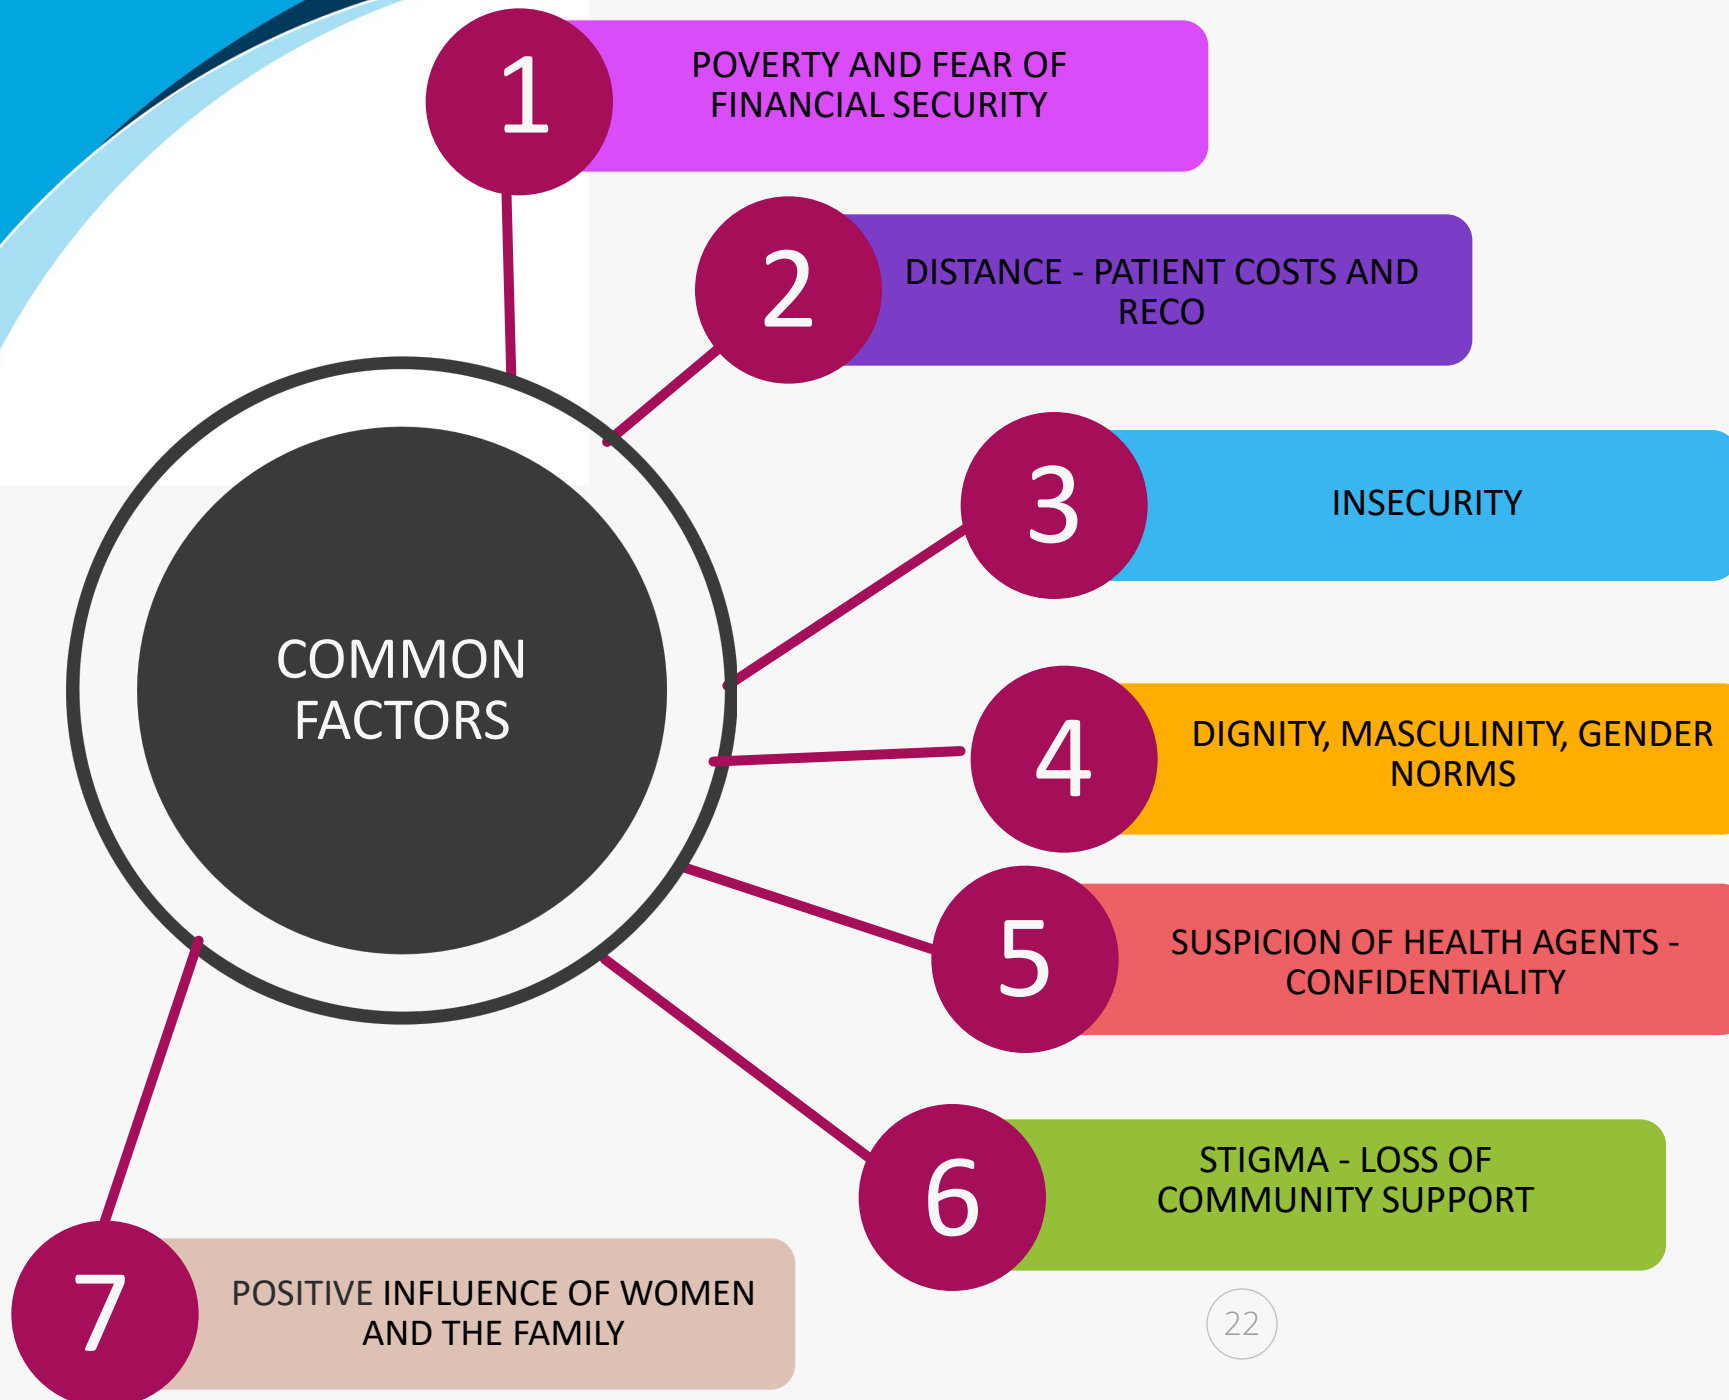 1
POVERTY AND FEAR OF
FINANCIAL SECURITY
2
DISTANCE - PATIENT COSTS AND
RECO
3
INSECURITY
COMMON
FACTORS
4
DIGNITY, MASCULINITY, GENDER
NORMS
5
SUSPICION OF HEALTH AGENTS -
CONFIDENTIALITY
6
STIGMA - LOSS OF
COMMUNITY SUPPORT
7
POSITIVE INFLUENCE OF WOMEN
AND THE FAMILY
22